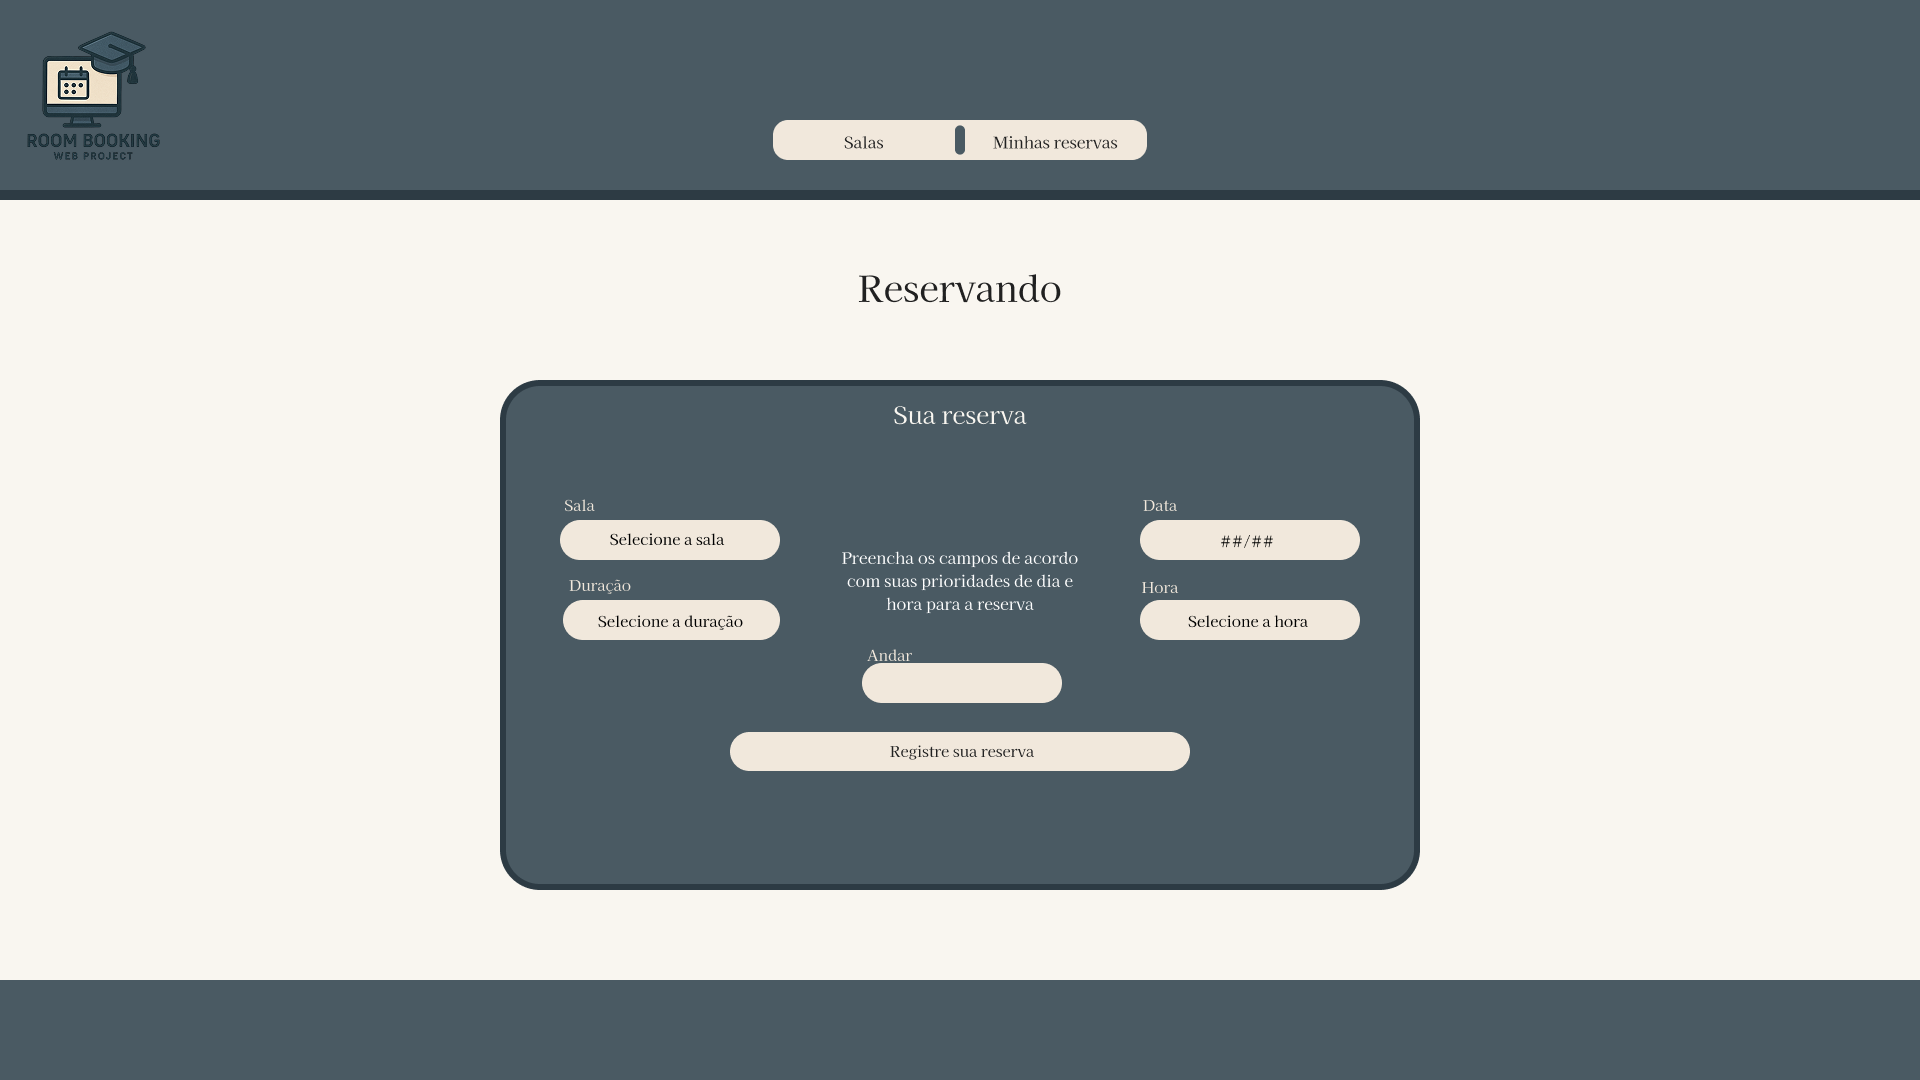 ROOM BOOKING
WEB PROJECT
Salas
Minhas reservas
Reservando
Sua reserva
Sala
Selecione a sala
Duração
Selecione a duração
Preencha os campos de acordo
com suas prioridades de dia e
hora para a reserva
Andar
Data
##/##
Hora
Selecione a hora
Registre sua reserva